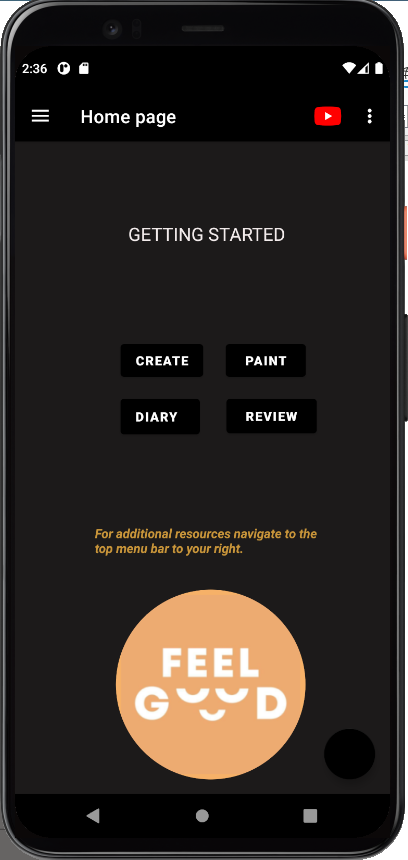 2:36
Home page
GETTING STARTED
CREATE PAINT
DIARY REVIEW
For additional resources navigate to the
top menu bar to your right.
FEEL
GOOD